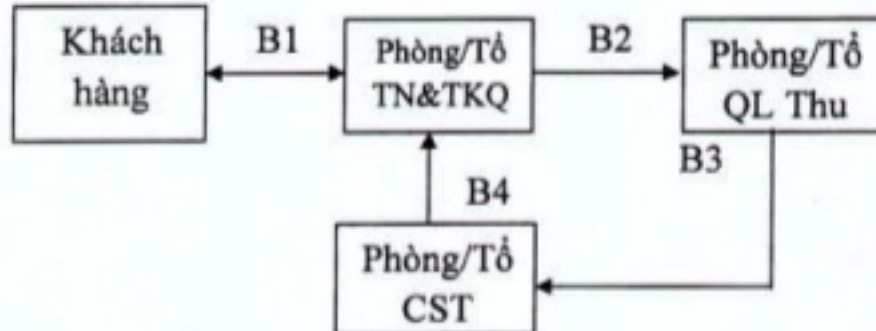 Khách
hàng
B1
Phòng/Tổ
TN&TKQ
B2
Phòng/Tổ
QL Thu
B3
B4
Phòng/Tổ
CST